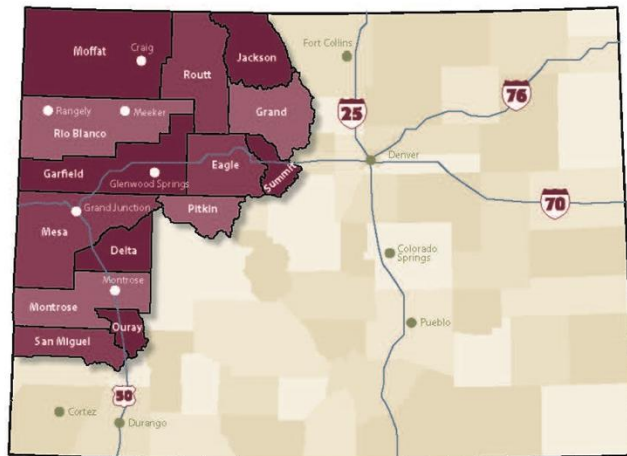 Moffat
Craig
Routt
Jackson
Fort Collins
Grand
76
25
Rangely
Meeker
Rio Blanco
Garfield
Glenwood Springs
Eagle
Summit
Denver
70
Grand Junction
Pitkin
Mesa
Delta
Colorado
Springs
Montrose
Montrose
Ouray
Pueblo
San Miguel
50
Cortez
Durango